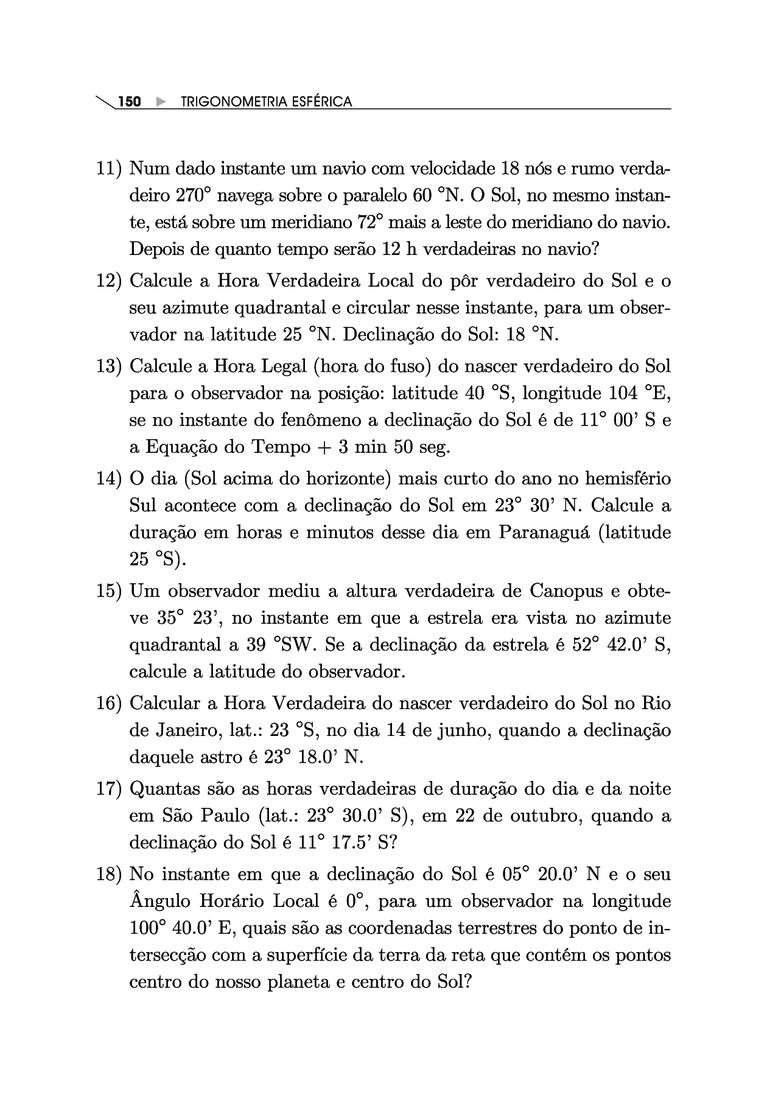 150 ▶ TRIGONOMETRIA ESFÉRICA
11) Num dado instante um navio com velocidade 18 nós e rumo verda-
deiro 270° navega sobre o paralelo 60 °N. O Sol, no mesmo instan-
te, está sobre um meridiano 72° mais a leste do meridiano do navio.
Depois de quanto tempo serão 12 h verdadeiras no navio?
12) Calcule a Hora Verdadeira Local do pôr verdadeiro do Sol e o
seu azimute quadrantal e circular nesse instante, para um obser-
vador na latitude 25 °N. Declinação do Sol: 18 °N.
13) Calcule a Hora Legal (hora do fuso) do nascer verdadeiro do Sol
para o observador na posição: latitude 40 °S, longitude 104 °E,
se no instante do fenômeno a declinação do Sol é de 11° 00' S e
a Equação do Tempo + 3 min 50 seg.
14) O dia (Sol acima do horizonte) mais curto do ano no hemisfério
Sul acontece com a declinação do Sol em 23° 30' N. Calcule a
duração em horas e minutos desse dia em Paranaguá (latitude
25 °S).
15) Um observador mediu a altura verdadeira de Canopus e obte-
ve 35° 23', no instante em que a estrela era vista no azimute
quadrantal a 39 °SW. Se a declinação da estrela é 52° 42.0' S,
calcule a latitude do observador.
16) Calcular a Hora Verdadeira do nascer verdadeiro do Sol no Rio
de Janeiro, lat.: 23 °S, no dia 14 de junho, quando a declinação
daquele astro é 23° 18.0' N.
17) Quantas são as horas verdadeiras de duração do dia e da noite
em São Paulo (lat.: 23° 30.0' S), em 22 de outubro, quando a
declinação do Sol é 11° 17.5' S?
18) No instante em que a declinação do Sol é 05° 20.0' N e o seu
Ângulo Horário Local é 0°, para um observador na longitude
100° 40.0' E, quais são as coordenadas terrestres do ponto de in-
tersecção com a superfície da terra da reta que contém os pontos
centro do nosso planeta e centro do Sol?